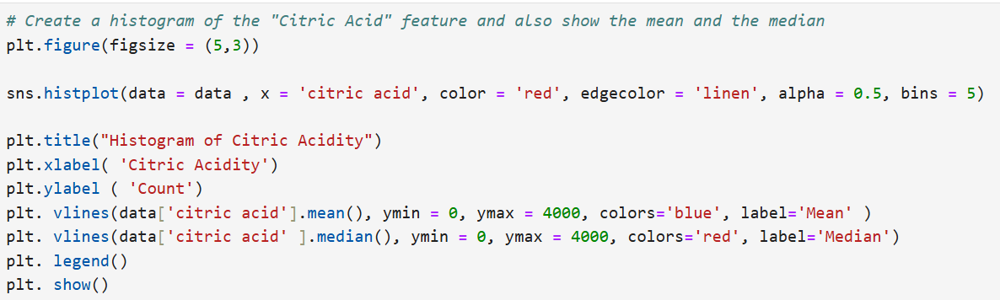 # Create a histogram of the "Citric Acid" feature and also show the mean and the median
plt.figure(figsize = (5,3))
sns.histplot(data = data , x = 'citric acid', color = 'red', edgecolor = 'linen', alpha = 0.5, bins = 5)
plt.title("Histogram of Citric Acidity")
plt.xlabel( 'Citric Acidity')
plt.ylabel ( 'Count')
plt. vlines(data['citric acid'].mean(), ymin = 0, ymax = 4000, colors='blue', label='Mean' )
plt. vlines(data['citric acid' ].median(), ymin = 0, ymax = 4000, colors='red', label='Median')
plt. legend()
plt. show()